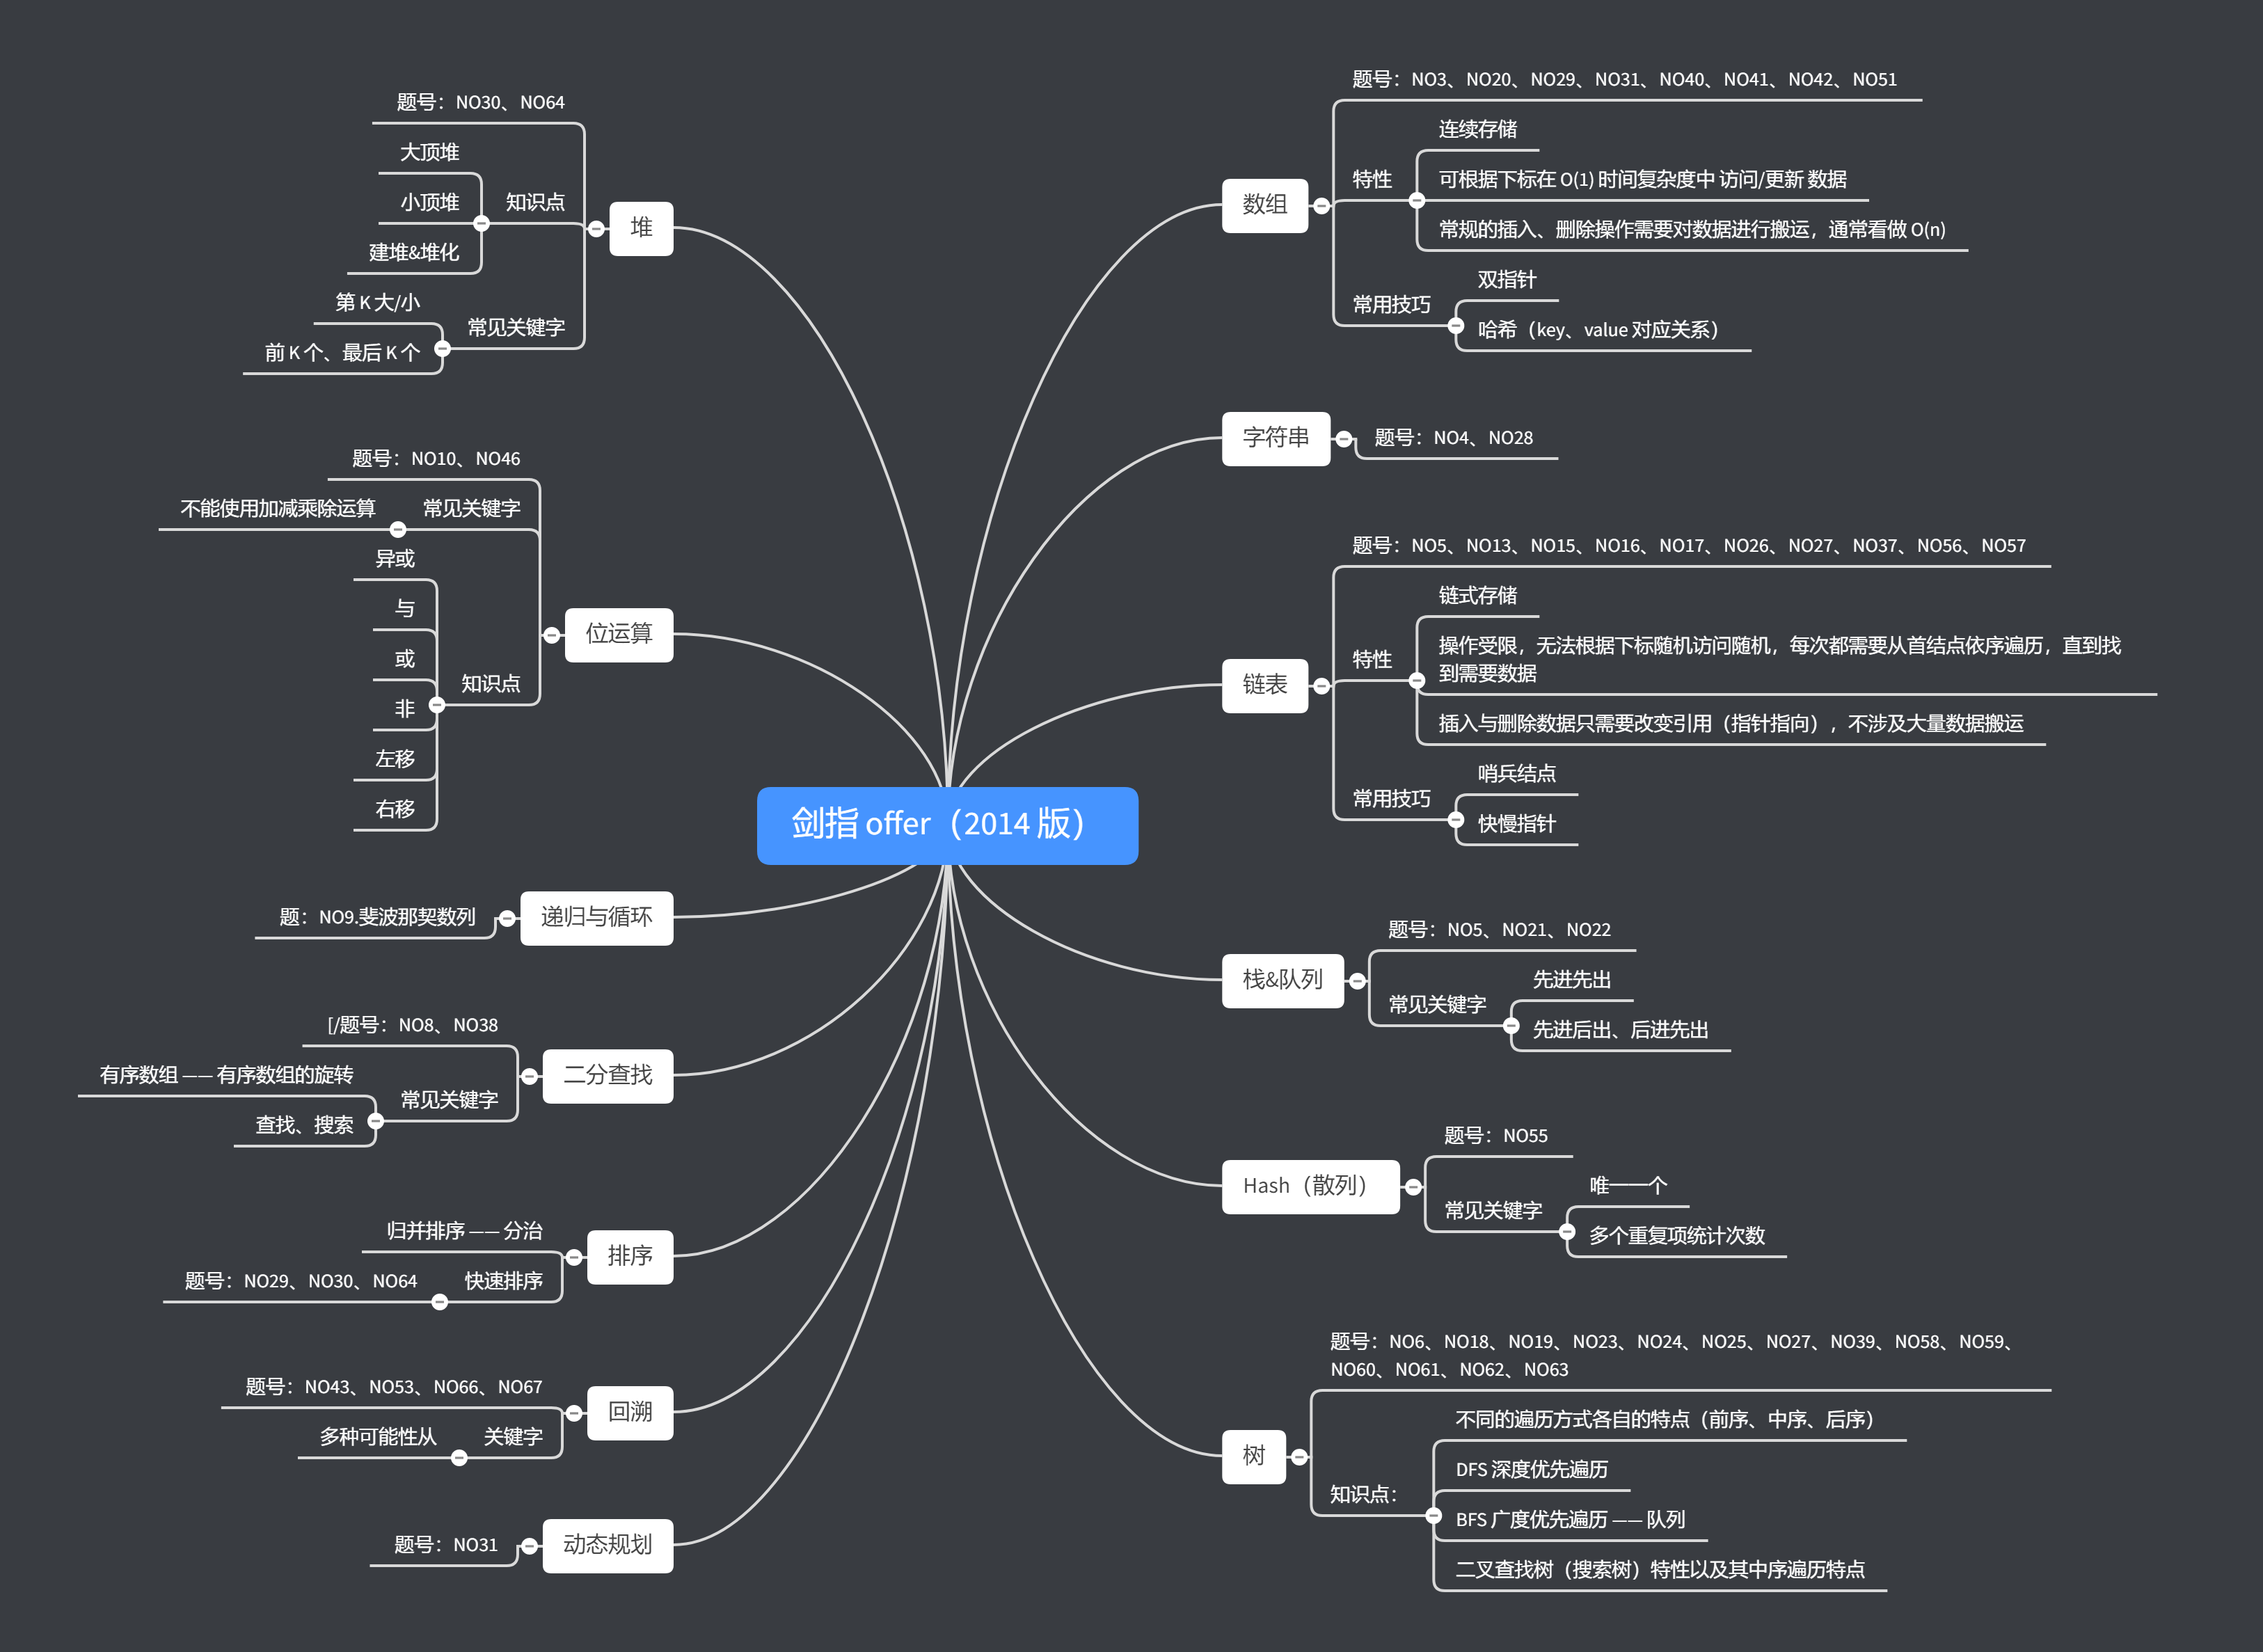 剑指 offer（2014 版）
数组
题号：NO3、NO20、NO29、NO31、NO40、NO41、NO42、NO51
特性
连续存储
可根据下标在 O(1) 时间复杂度中 访问/更新 数据
常规的插入、删除操作需要对数据进行搬运，通常看做 O(n)
常用技巧
双指针
哈希（key、value 对应关系）
字符串
题号：NO4、NO28
链表
题号：NO5、NO13、NO15、NO16、NO17、NO26、NO27、NO37、NO56、NO57
特性
链式存储
操作受限，无法根据下标随机访问随机，每次都需要从首结点依序遍历，直到找
到需要数据
插入与删除数据只需要改变引用（指针指向），不涉及大量数据搬运
常用技巧
哨兵结点
快慢指针
栈&队列
题号：NO5、NO21、NO22
常见关键字
先进先出
先进后出、后进先出
Hash（散列）
题号：NO55
常见关键字
唯一一个
多个重复项统计次数
树
题号：NO6、NO18、NO19、NO23、NO24、NO25、NO27、NO39、NO58、NO59、
NO60、NO61、NO62、NO63
知识点：
不同的遍历方式各自的特点（前序、中序、后序）
DFS 深度优先遍历
BFS 广度优先遍历 —— 队列
二叉查找树（搜索树）特性以及其中序遍历特点
堆
题号：NO30、NO64
知识点
大顶堆
小顶堆
建堆&堆化
常见关键字
第 K 大/小
前 K 个、最后 K 个
位运算
题号：NO10、NO46
常见关键字
不能使用加减乘除运算
知识点
异或
与
或
非
左移
右移
递归与循环
题：NO9.斐波那契数列
二分查找
[/题号：NO8、NO38
常见关键字
有序数组 —— 有序数组的旋转
查找、搜索
排序
归并排序 —— 分治
快速排序
题号：NO29、NO30、NO64
回溯
题号：NO43、NO53、NO66、NO67
关键字
多种可能性从
动态规划
题号：NO31